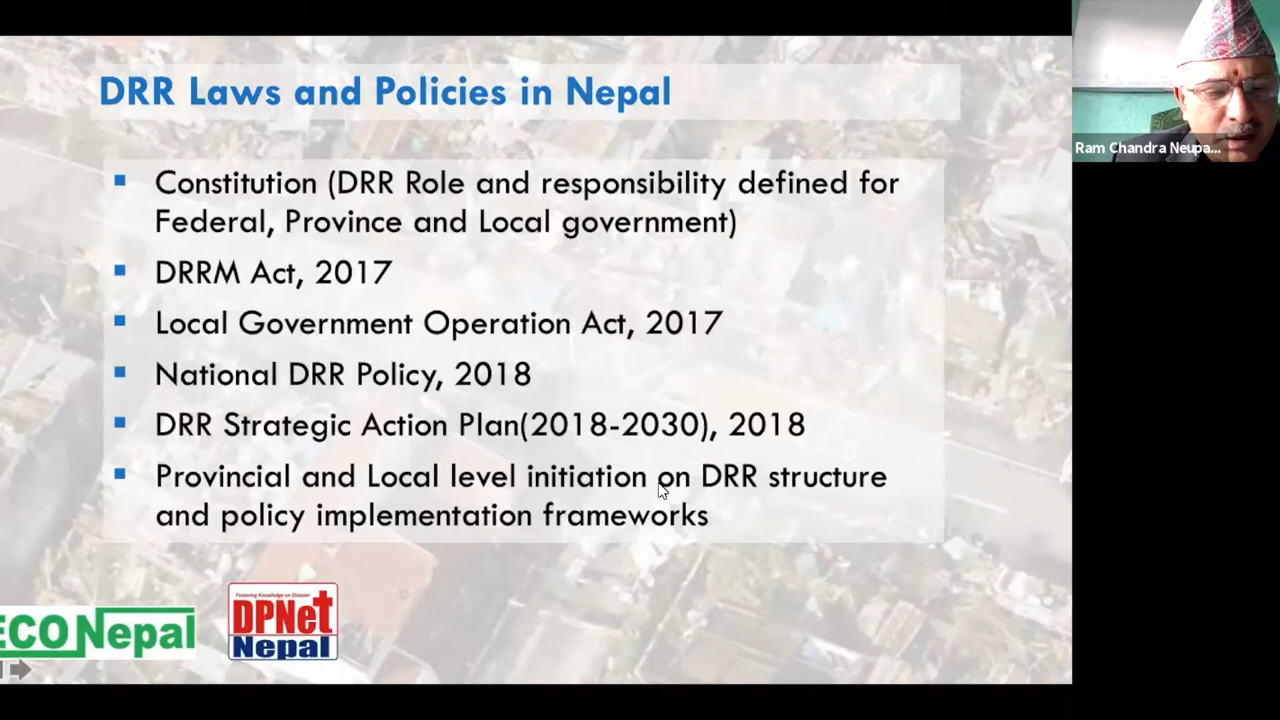 DRR Laws and Policies in Nepal
Constitution (DRR Role and responsibility defined for
Federal, Province and Local government)
DRRM Act, 2017
Local Government Operation Act, 2017
National DRR Policy, 2018
DRR Strategic Action Plan(2018-2030), 2018
Provincial and Local level initiation on DRR structure
and policy implementation frameworks
ECO Nepal
Fostering Knowledge on Disaster
DPNet
Nepal
Ram Chandra Neupa...